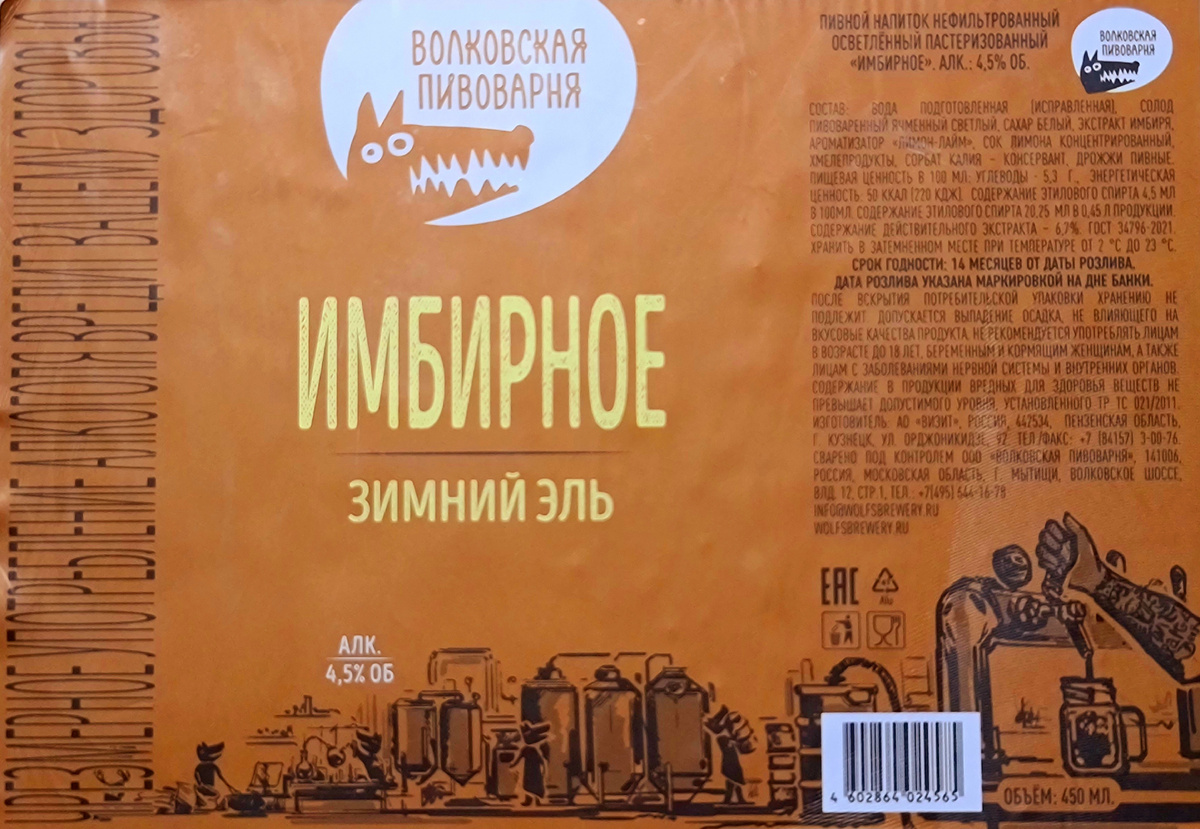 ЧРЕЗМЕРНОЕ УПОТРЕБЛЕНИЕ АЛКОГОЛЯ ВРЕДИТ ВАШЕМУ ЗДОРОВЬЮ
ВОЛКОВСКАЯ
ПИВОВАРНЯ
ИМБИРНОЕ
ЗИМНИЙ ЭЛЬ
АЛК.
4,5% ОБ
ПИВНОЙ НАПИТОК НЕФИЛЬТРОВАННЫЙ
ОСВЕТЛЁННЫЙ ПАСТЕРИЗОВАННЫЙ
«ИМБИРНОЕ». АЛК.: 4,5% ОБ.
ВОЛКОВСКАЯ
ПИВОВАРНЯ
СОСТАВ: ВОДА ПОДГОТОВЛЕННАЯ (ИСПРАВЛЕННАЯ), СОЛОД
ПИВОВАРЕННЫЙ ЯЧМЕННЫЙ СВЕТЛЫЙ, САХАР БЕЛЫЙ, ЭКСТРАКТ ИМБИРЯ,
АРОМАТИЗАТОР «ЛИМОН-ЛАЙМ», СОК ЛИМОНА КОНЦЕНТРИРОВАННЫЙ,
ХМЕЛЕПРОДУКТЫ, СОРБАТ КАЛИЯ - КОНСЕРВАНТ, ДРОЖЖИ ПИВНЫЕ.
ПИЩЕВАЯ ЦЕННОСТЬ В 100 МЛ: УГЛЕВОДЫ - 5,3 Г., ЭНЕРГЕТИЧЕСКАЯ
ЦЕННОСТЬ: 50 ККАЛ (220 КДЖ). СОДЕРЖАНИЕ ЭТИЛОВОГО СПИРТА 4,5 МЛ
В 100МЛ. СОДЕРЖАНИЕ ЭТИЛОВОГО СПИРТА 20,25 МЛ В 0,45 Л ПРОДУКЦИИ.
СОДЕРЖАНИЕ ДЕЙСТВИТЕЛЬНОГО ЭКСТРАКТА - 6,7%. ГОСТ 34796-2021.
ХРАНИТЬ В ЗАТЕМНЕННОМ МЕСТЕ ПРИ ТЕМПЕРАТУРЕ ОТ 2 °С ДО 23 °С.
СРОК ГОДНОСТИ: 14 МЕСЯЦЕВ ОТ ДАТЫ РОЗЛИВА.
ДАТА РОЗЛИВА УКАЗАНА МАРКИРОВКОЙ НА ДНЕ БАНКИ.
ПОСЛЕ ВСКРЫТИЯ ПОТРЕБИТЕЛЬСКОЙ УПАКОВКИ ХРАНЕНИЮ НЕ
ПОДЛЕЖИТ. ДОПУСКАЕТСЯ ВЫПАДЕНИЕ ОСАДКА, НЕ ВЛИЯЮЩЕГО НА
ВКУСОВЫЕ КАЧЕСТВА ПРОДУКТА. НЕ РЕКОМЕНДУЕТСЯ УПОТРЕБЛЯТЬ ЛИЦАМ
В ВОЗРАСТЕ ДО 18 ЛЕТ, БЕРЕМЕННЫМ И КОРМЯЩИМ ЖЕНЩИНАМ, А ТАКЖЕ
ЛИЦАМ С ЗАБОЛЕВАНИЯМИ НЕРВНОЙ СИСТЕМЫ И ВНУТРЕННИХ ОРГАНОВ.
СОДЕРЖАНИЕ В ПРОДУКЦИИ ВРЕДНЫХ ДЛЯ ЗДОРОВЬЯ ВЕЩЕСТВ НЕ
ПРЕВЫШАЕТ ДОПУСТИМОГО УРОВНЯ, УСТАНОВЛЕННОГО ТР ТС 021/2011.
ИЗГОТОВИТЕЛЬ: АО «ВИЗИТ», РОССИЯ, 447534, ПЕНЗЕНСКАЯ ОБЛАСТЬ,
Г. КУЗНЕЦК, УЛ. ОРДЖОНИКИДЗЕ, 92. ТЕЛ./ФАКС: +7 (84157) 3-00-76.
СВАРЕНО ПОД КОНТРОЛЕМ ООО «ВОЛКОВСКАЯ ПИВОВАРНЯ», 141006,
РОССИЯ, МОСКОВСКАЯ ОБЛАСТЬ, Г. МЫТИЩИ, ВОЛКОВСКОЕ ШОССЕ,
ВЛД. 12, СТР.1, ТЕЛ.: +7(495) 644-16-78
INFO@WOLFSBREWERY.RU
WOLFSBREWERY.RU
EAC
Alu
4 602864 024565
ОБЪЁМ: 450 МЛ.